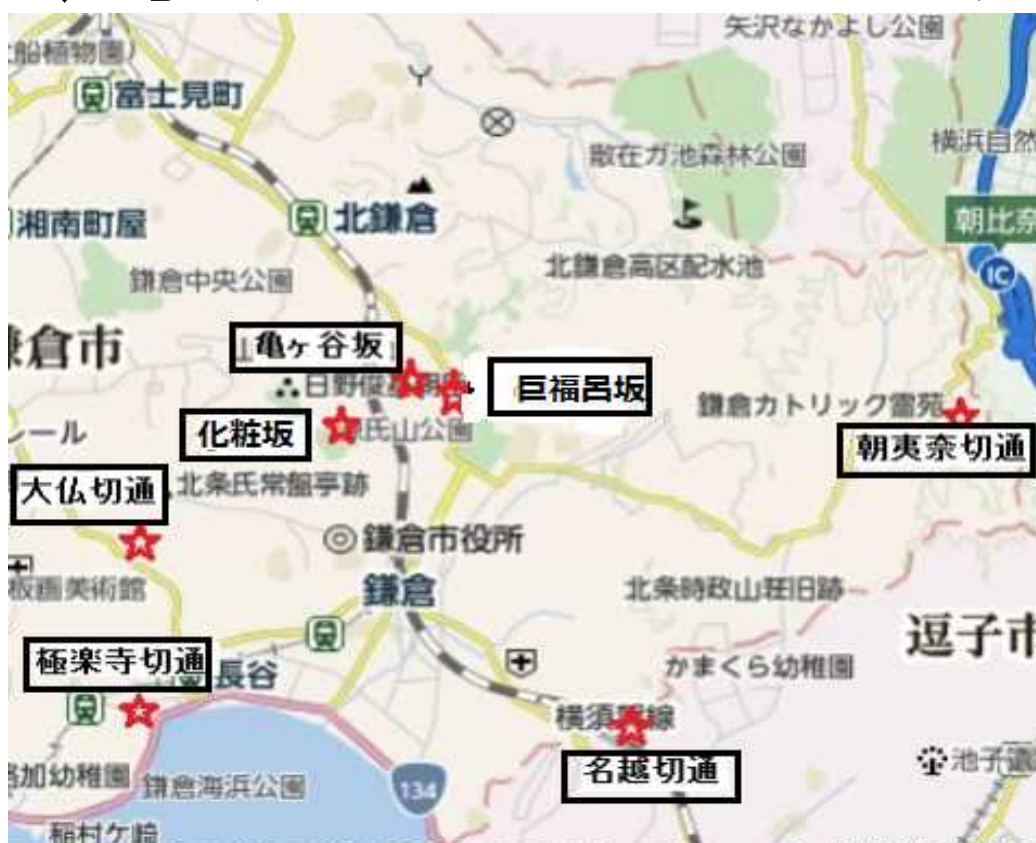 矢沢なかよし公園
船植物園)
富士見町
散在ガ池森林公園
横浜自然
湘南町屋
北鎌倉
朝比奈
鎌倉中央公園
北鎌倉高区配水池
IC
倉市
亀ヶ谷坂
巨福呂坂
鎌倉カトリック霊苑
化粧坂
氏山公園
朝夷奈切通
レール
大仏切通
北条氏常盤亭跡
鎌倉市役所
版画美術館
鎌倉
北条時政山荘旧跡
逗子市
極楽寺切通
長谷
かまくら幼稚園
横須賀線
名越切通
134
池子遺
加幼稚園
鎌倉海浜公園
稲村ケ崎